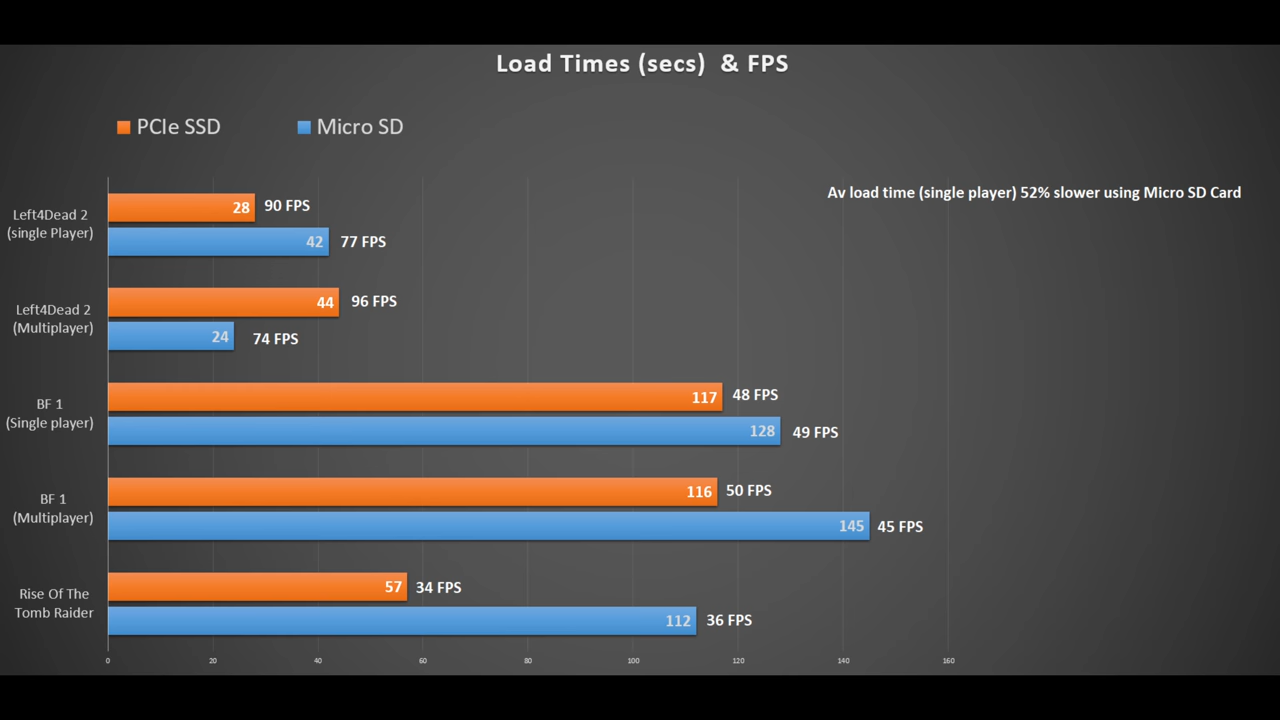 Load Times (secs)  & FPS
PCIe SSD
Micro SD
Av load time (single player) 52% slower using Micro SD Card
Left4Dead 2
(single Player)
28
90 FPS
42
77 FPS
Left4Dead 2
(Multiplayer)
44
96 FPS
24
74 FPS
BF 1
(Single player)
117
48 FPS
128
49 FPS
BF 1
(Multiplayer)
116
50 FPS
145
45 FPS
Rise Of The
Tomb Raider
57
34 FPS
112
36 FPS
0
20
40
60
80
100
120
140
160